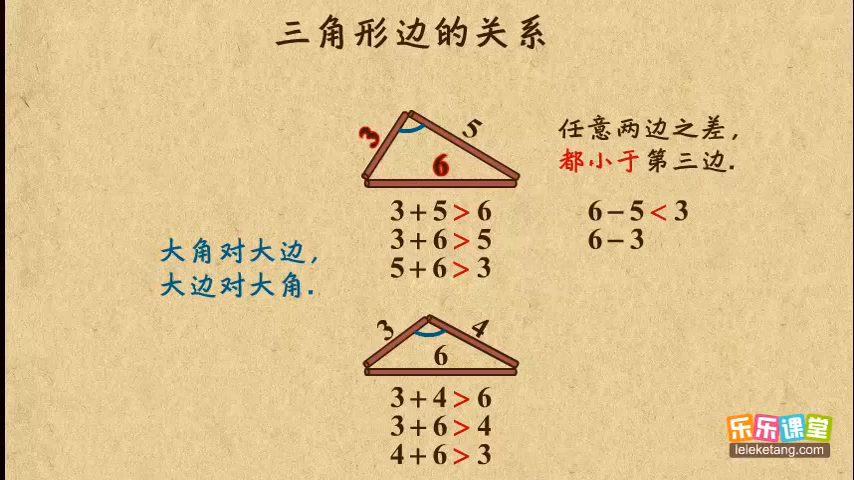 三角形边的关系
3
5
6
任意两边之差，
都小于第三边.
3+5>6
3+6>5
5+6>3
6-5<3
6-3
大角对大边，
大边对大角.
3
4
6
3+4>6
3+6>4
4+6>3
乐乐课堂
leleketang.com